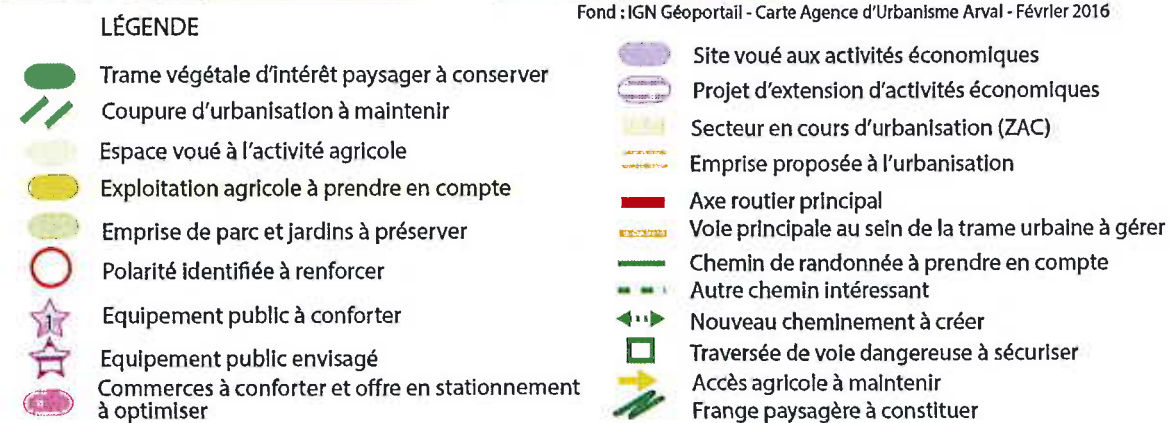 Fond : IGN Géoportail - Carte Agence d'Urbanisme Arval - Février 2016
LÉGENDE
Trame végétale d'intérêt paysager à conserver
Coupure d'urbanisation à maintenir
Espace voué à l'activité agricole
Exploitation agricole à prendre en compte
Emprise de parc et jardins à préserver
Polarité identifiée à renforcer
1
Equipement public à conforter
Equipement public envisagé
Commerces à conforter et offre en stationnement
à optimiser
Site voué aux activités économiques
Projet d'extension d'activités économiques
Secteur en cours d'urbanisation (ZAC)
Emprise proposée à l'urbanisation
Axe routier principal
Voie principale au sein de la trame urbaine à gérer
Chemin de randonnée à prendre en compte
Autre chemin intéressant
Nouveau cheminement à créer
Traversée de voie dangereuse à sécuriser
Accès agricole à maintenir
Frange paysagère à constituer